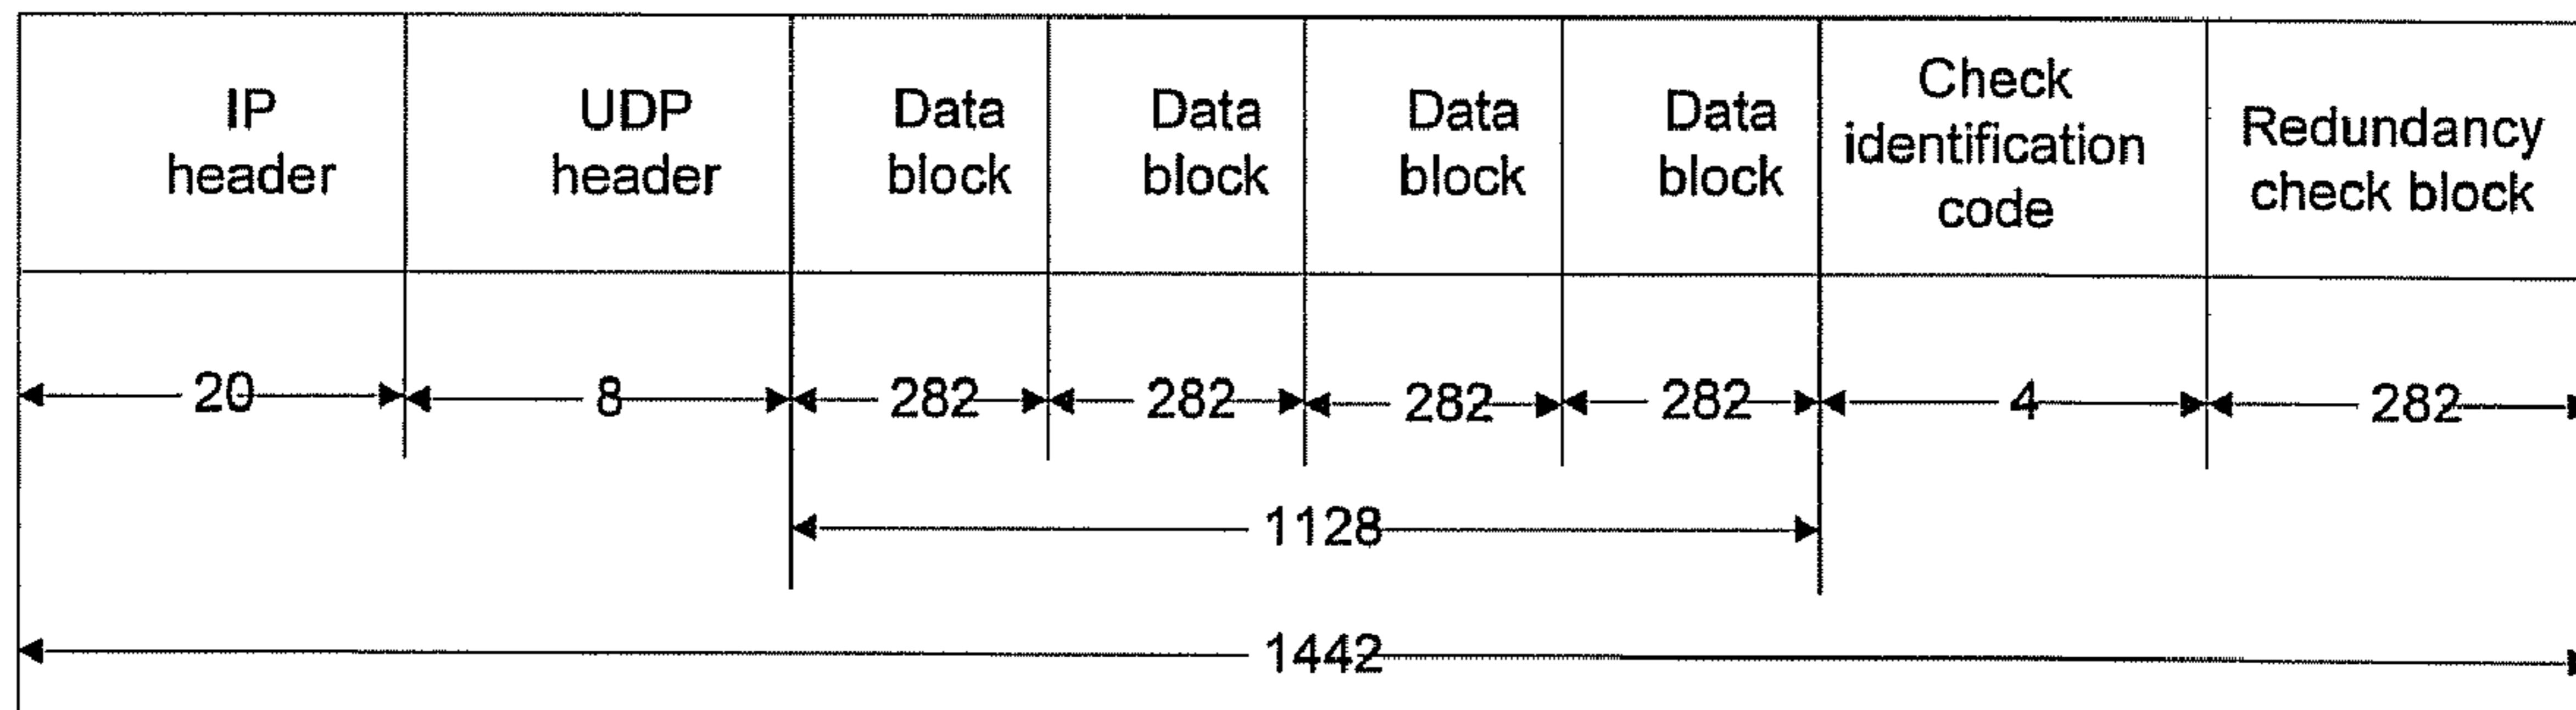 IP
header
UDP
header
Data
block
Data
block
Data
block
Data
block
Check
identification
code
Redundancy
check block
20
8
282
282
282
282
4
282
1128
1442